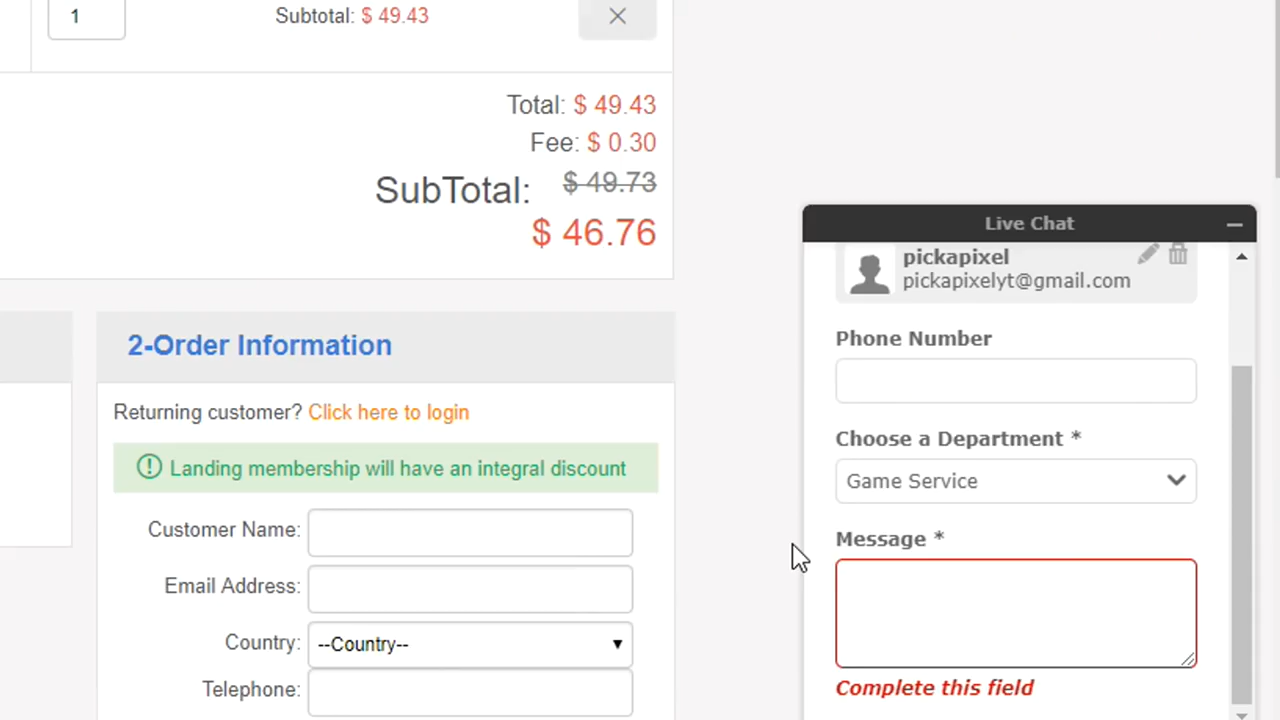 1
Subtotal: $ 49.43
Total: $ 49.43
Fee: $ 0.30
SubTotal: $ 49.73
$ 46.76
2-Order Information
Returning customer? Click here to login
Landing membership will have an integral discount
Customer Name:
Email Address:
Country: --Country--
Telephone:
Live Chat
pickapixel
pickapixelyt@gmail.com
Phone Number
Choose a Department *
Game Service
Message *
Complete this field